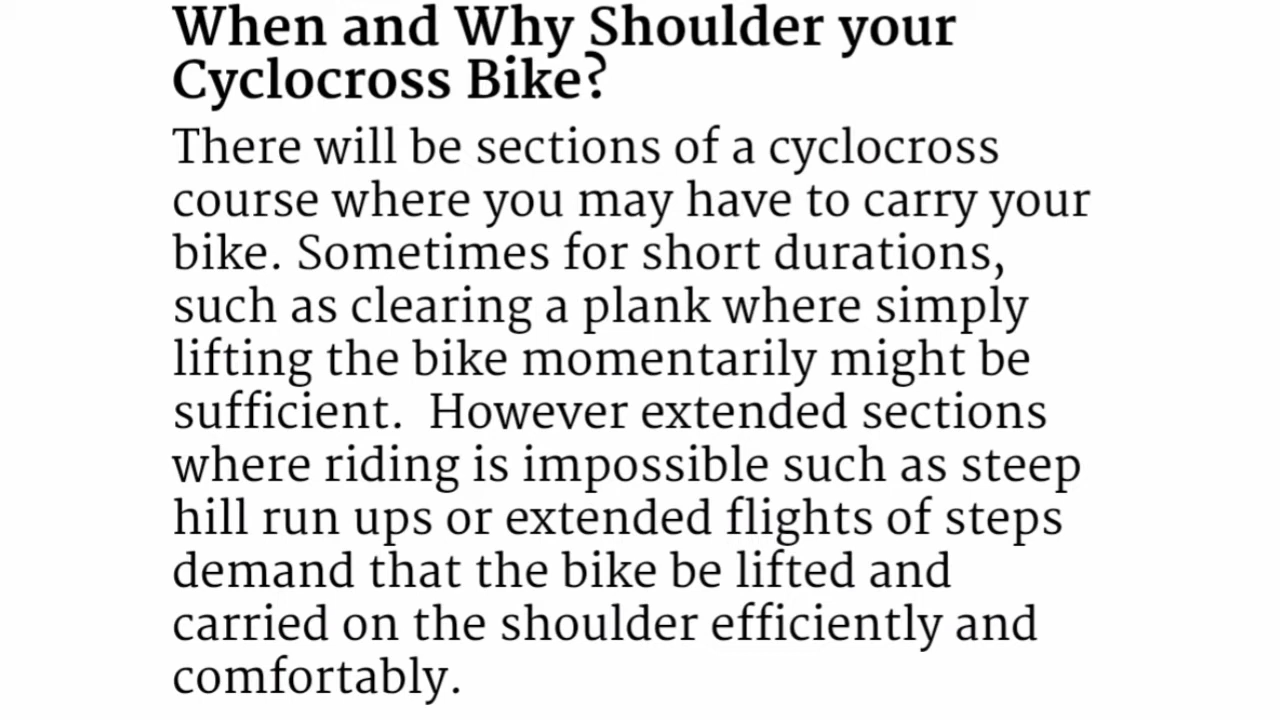 When and Why Shoulder your
Cyclocross Bike?
There will be sections of a cyclocross
course where you may have to carry your
bike. Sometimes for short durations,
such as clearing a plank where simply
lifting the bike momentarily might be
sufficient.  However extended sections
where riding is impossible such as steep
hill run ups or extended flights of steps
demand that the bike be lifted and
carried on the shoulder efficiently and
comfortably.